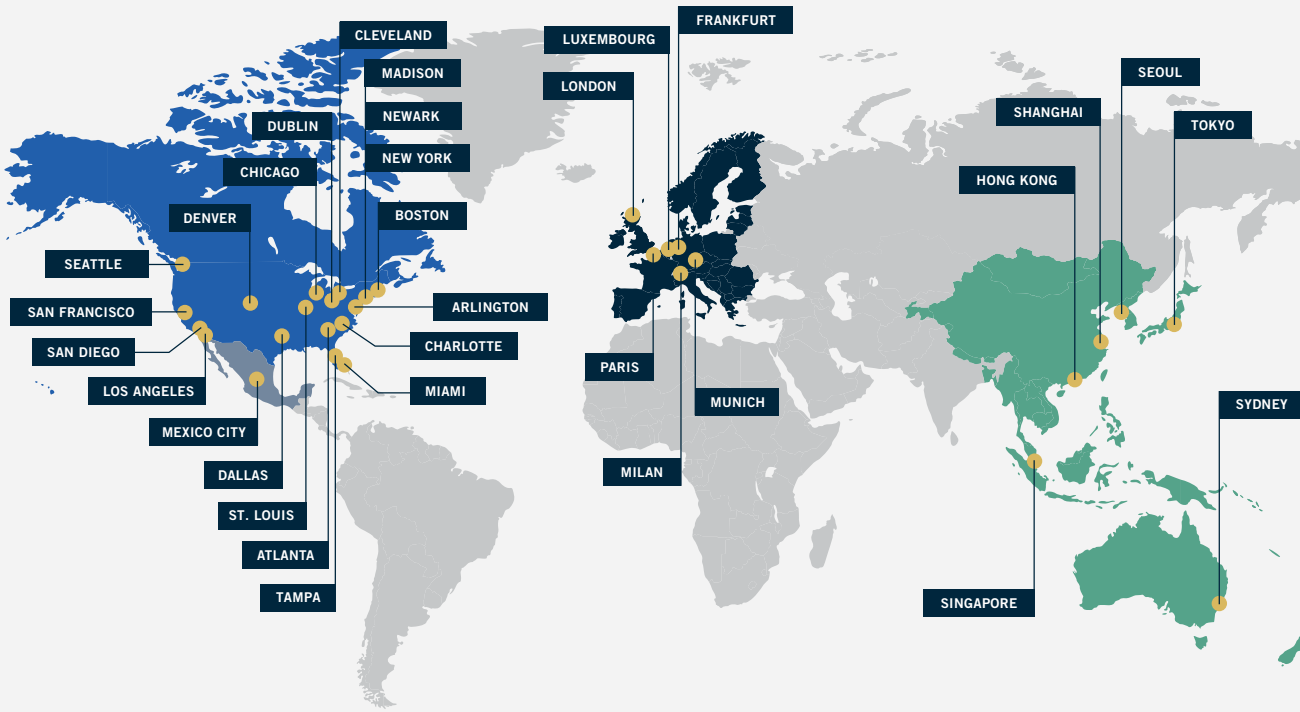 FRANKFURT
CLEVELAND
LUXEMBOURG
MADISON
SEOUL
LONDON
SHANGHAI
NEWARK
DUBLIN
TOKYO
NEW YORK
CHICAGO
HONG KONG
DENVER
BOSTON
SEATTLE
SAN FRANCISCO
ARLINGTON
SAN DIEGO
CHARLOTTE
PARIS
LOS ANGELES
MIAMI
MUNICH
SYDNEY
MEXICO CITY
DALLAS
MILAN
ST. LOUIS
ATLANTA
TAMPA
SINGAPORE